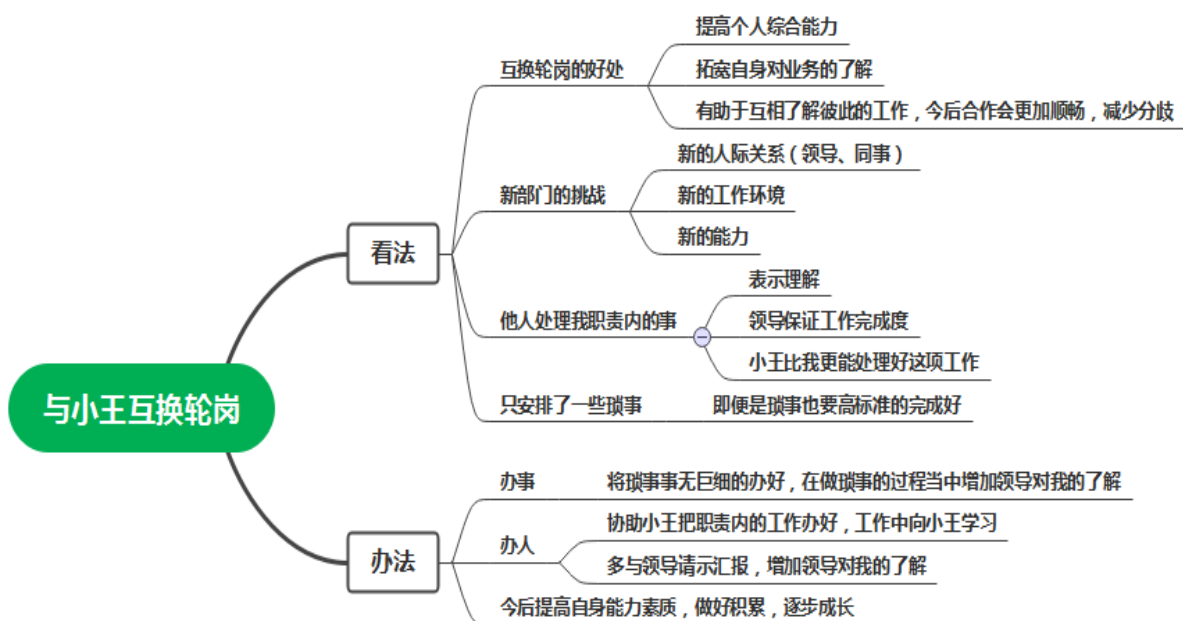 与小王互换轮岗
看法
互换轮岗的好处
提高个人综合能力
拓宽自身对业务的了解
有助于互相了解彼此的工作，今后合作会更加顺畅，减少分歧
新部门的挑战
新的人际关系（领导、同事）
新的工作环境
新的能力
他人处理我职责内的事
表示理解
领导保证工作完成度
小王比我更能处理好这项工作
只安排了一些琐事
即便是琐事也要高标准的完成好
办法
办事
将琐事事无巨细的办好，在做琐事的过程当中增加领导对我的了解
办人
协助小王把职责内的工作办好，工作中向小王学习
多与领导请示汇报，增加领导对我的了解
今后提高自身能力素质，做好积累，逐步成长